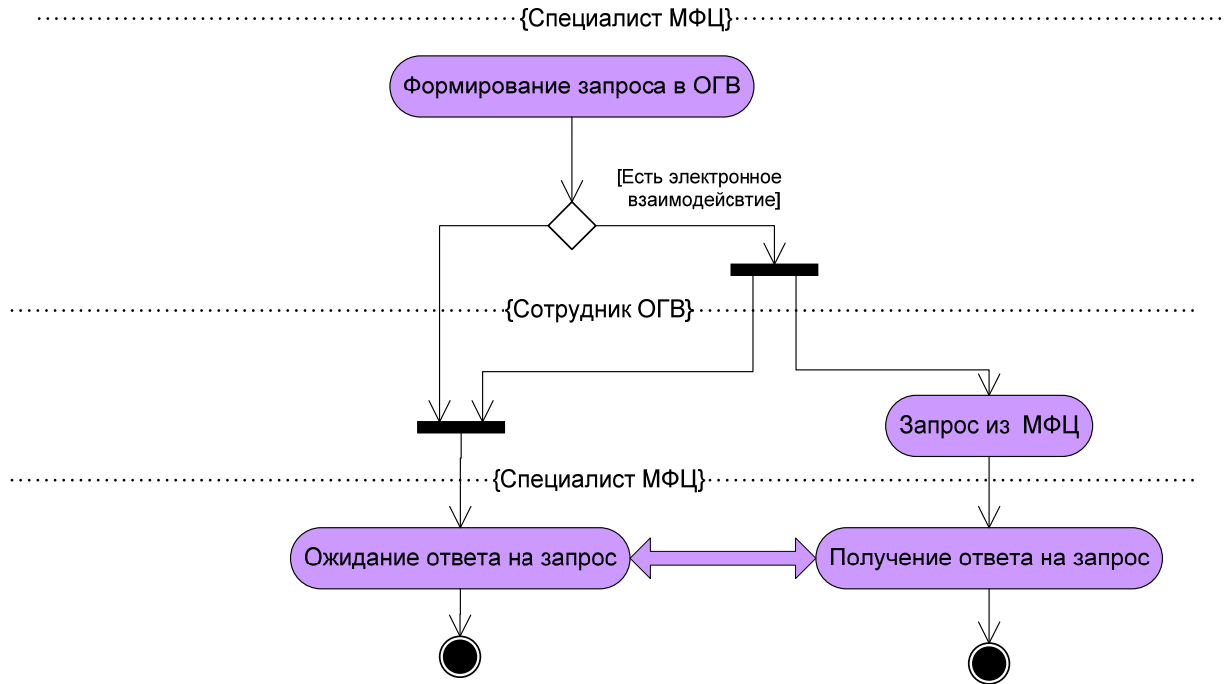 {Специалист МФЦ}
Формирование запроса в ОГВ
[Есть электронное
взаимодейсвтие]
{Сотрудник ОГВ}
Запрос из МФЦ
{Специалист МФЦ}
Ожидание ответа на запрос
Получение ответа на запрос